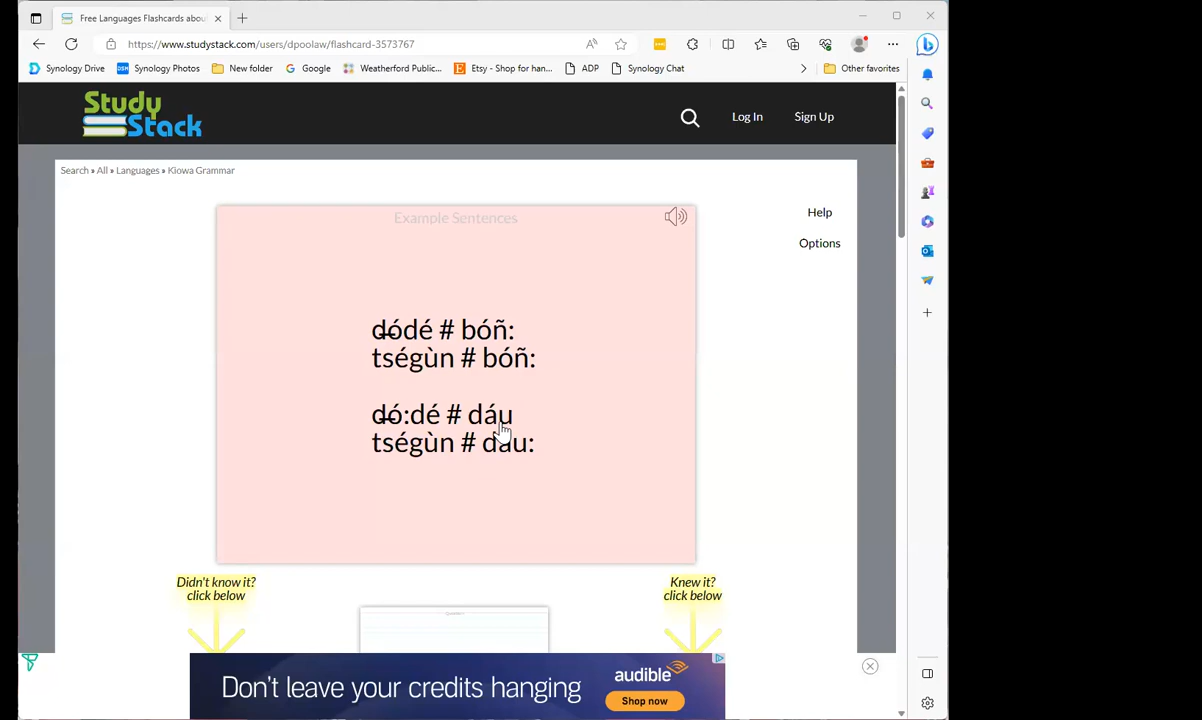 Free Languages Flashcards abou
https://www.studystack.com/users/dpoolaw/flashcard-3573767
Synology Drive
Synology Photos
New folder
Google
Weatherford Public...
Etsy - Shop for han...
ADP
Synology Chat
Other favorites
Study
Stack
Log In
Sign Up
Search » All » Languages » Kiowa Grammar
Help
Options
Example Sentences
d̶ódé # bóñ:
tségùn # bóñ:
d̶ó:dé # dáu
tségùn # dáu:
Didn't know it?
click below
Knew it?
click below
Don't leave your credits hanging
audible
Shop now